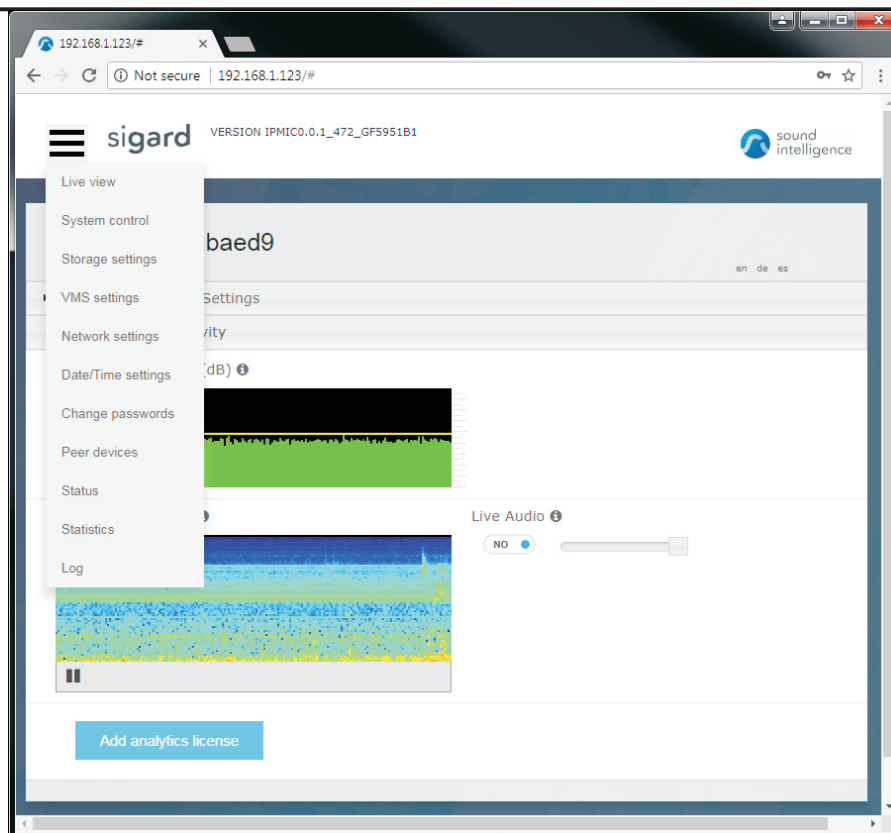 192.168.1.123/#
Not secure | 192.168.1.123/#
sigard VERSION IPMIC0.0.1_472_GF5951B1
sound
intelligence
Live view
System control
baed9
Storage settings
en de es
VMS settings
Settings
Network settings
vity
Date/Time settings
(dB)
Change passwords
Peer devices
Status
Live Audio
Statistics
NO
Log
Add analytics license